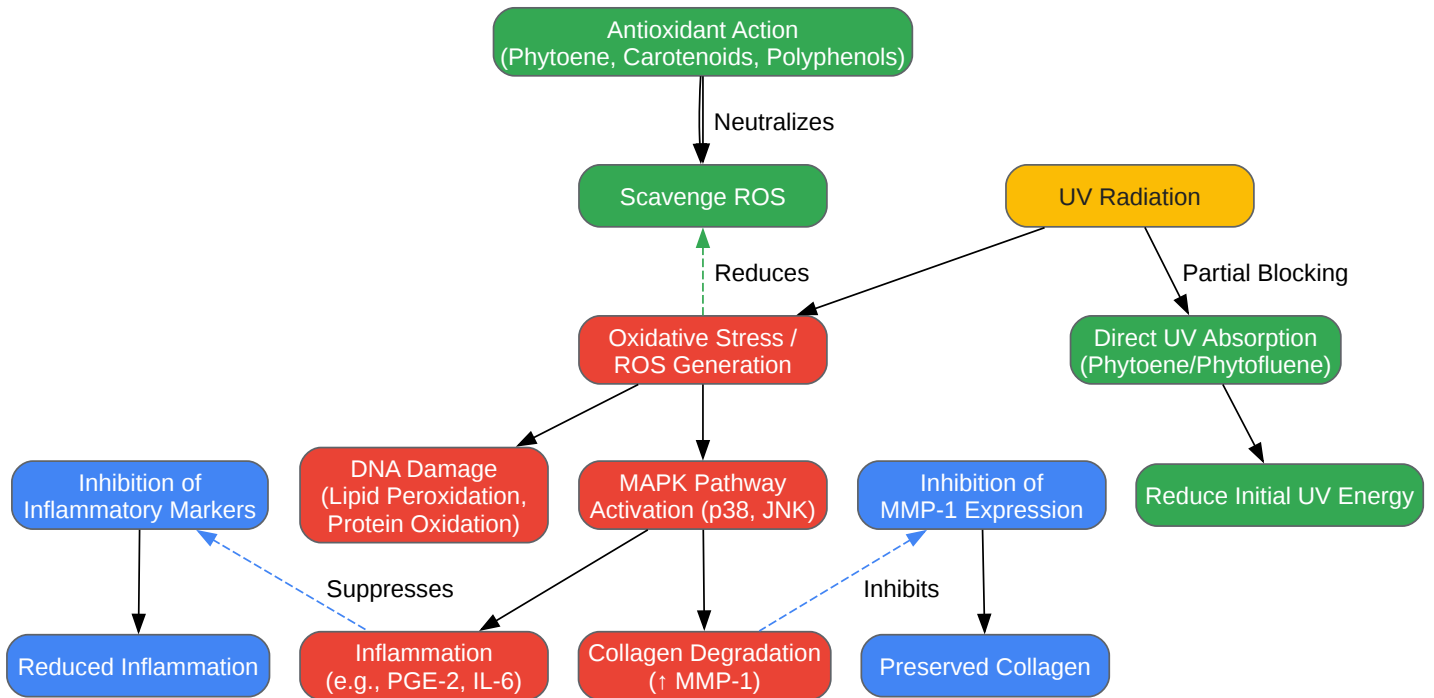 Antioxidant Action
(Phytoene, Carotenoids, Polyphenols)
Neutralizes
Scavenge ROS
UV Radiation
Reduces
Partial Blocking
Oxidative Stress /
ROS Generation
Direct UV Absorption
(Phytoene/Phytofluene)
Inhibition of
Inflammatory Markers
DNA Damage
(Lipid Peroxidation,
Protein Oxidation)
MAPK Pathway
Activation (p38, JNK)
Inhibition of
MMP-1 Expression
Reduce Initial UV Energy
Suppresses
Inhibits
Reduced Inflammation
Inflammation
(e.g., PGE-2, IL-6)
Collagen Degradation
(↑ MMP-1)
Preserved Collagen